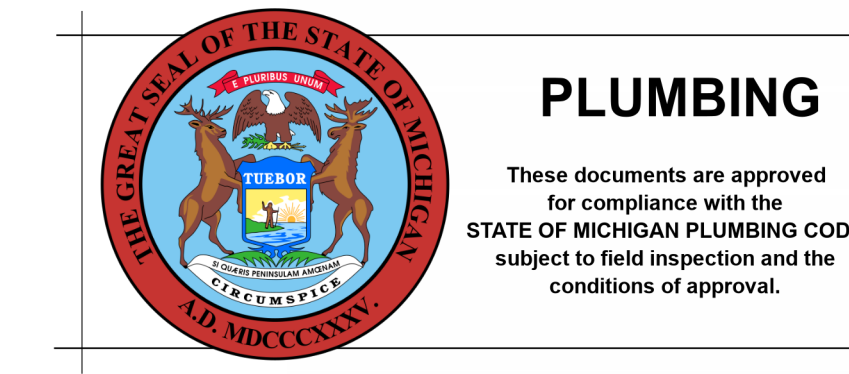 THE GREAT SEAL OF THE STATE OF MICHIGAN
E PLURIBUS UNUM
TUEBOR
SI QUÆRIS PENINSULAM AMŒNAM
CIRCUMSPICE
A.D. MDCCCXXXV.
PLUMBING
These documents are approved
for compliance with the
STATE OF MICHIGAN PLUMBING COD
subject to field inspection and the
conditions of approval.